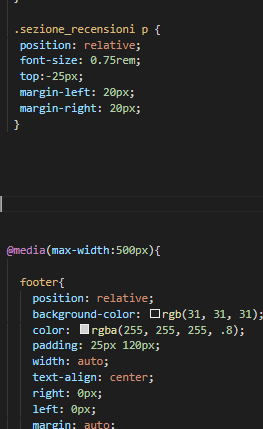 }
.sezione_recensioni p {
position: relative;
font-size: 0.75rem;
top:-25px;
margin-left: 20px;
margin-right: 20px;
}
@media(max-width:500px){
footer{
position: relative;
background-color: rgb(31, 31, 31);
color: rgba(255, 255, 255, .8);
padding: 25px 120px;
width: auto;
text-align: center;
right: 0px;
left: 0px;
margin: auto;